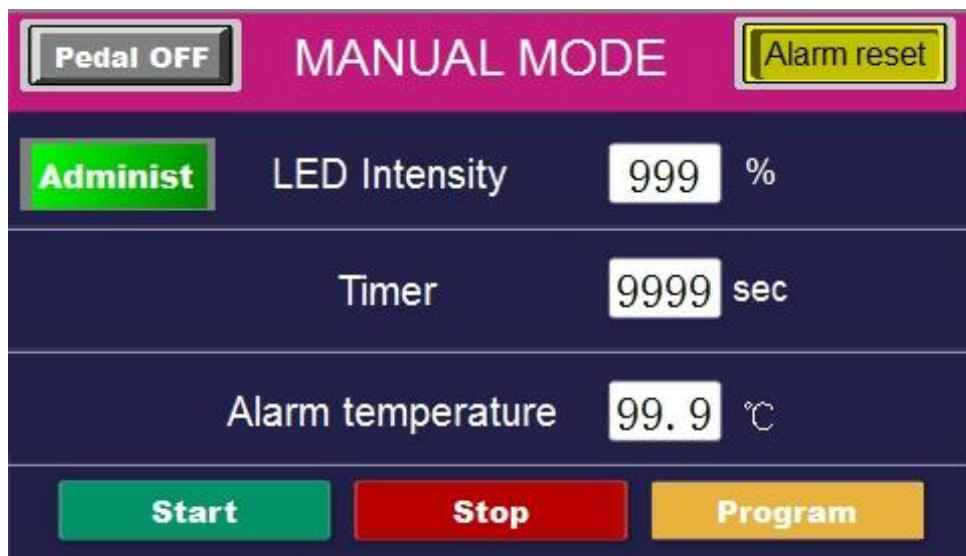 Pedal OFF MANUAL MODE Alarm reset
Administ LED Intensity 999 %
Timer 9999 sec
Alarm temperature 99.9 ℃
Start Stop Program